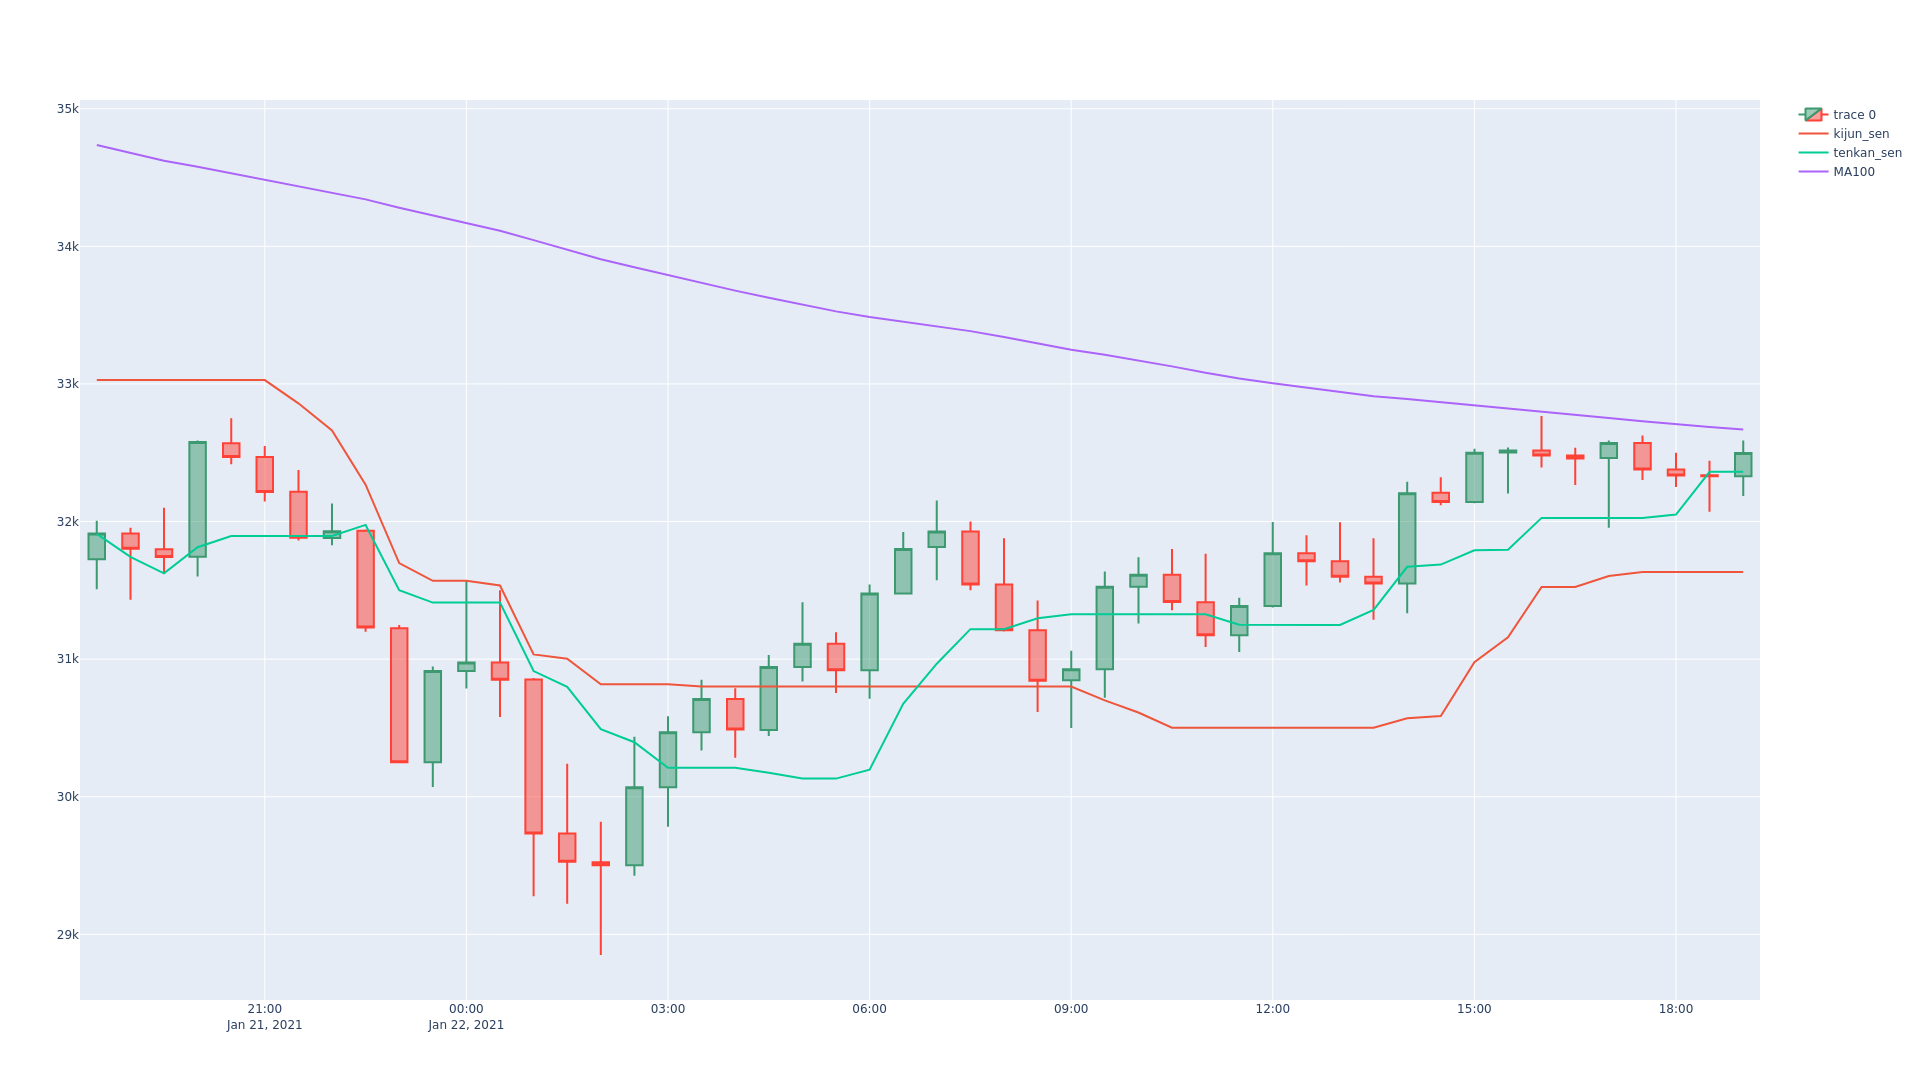 35k
34k
33k
32k
31k
30k
29k
21:00
Jan 21, 2021
00:00
Jan 22, 2021
03:00
06:00
09:00
12:00
15:00
18:00
trace 0
kijun_sen
tenkan_sen
MA100